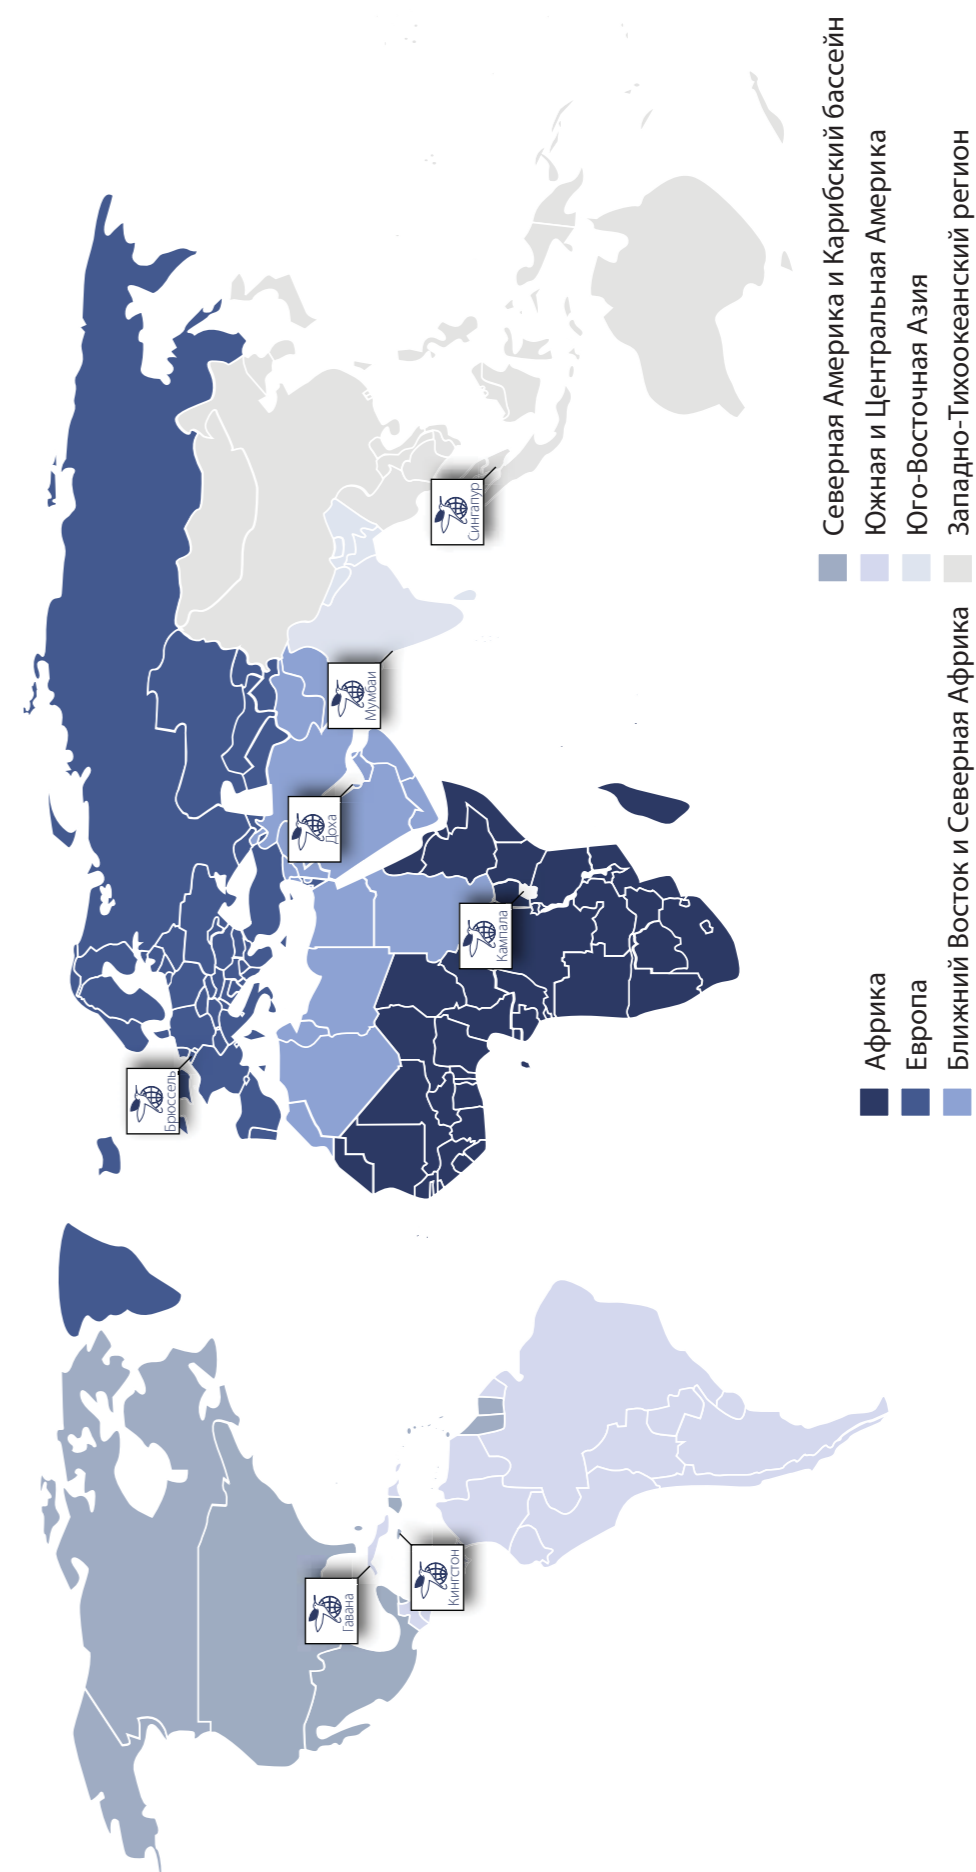 Брюссель
Гавана
Кингстон
Доха
Мумбаи
Кампала
Сингапур
Африка
Европа
Ближний Восток и Северная Африка
Северная Америка и Карибский бассейн
Южная и Центральная Америка
Юго-Восточная Азия
Западно-Тихоокеанский регион